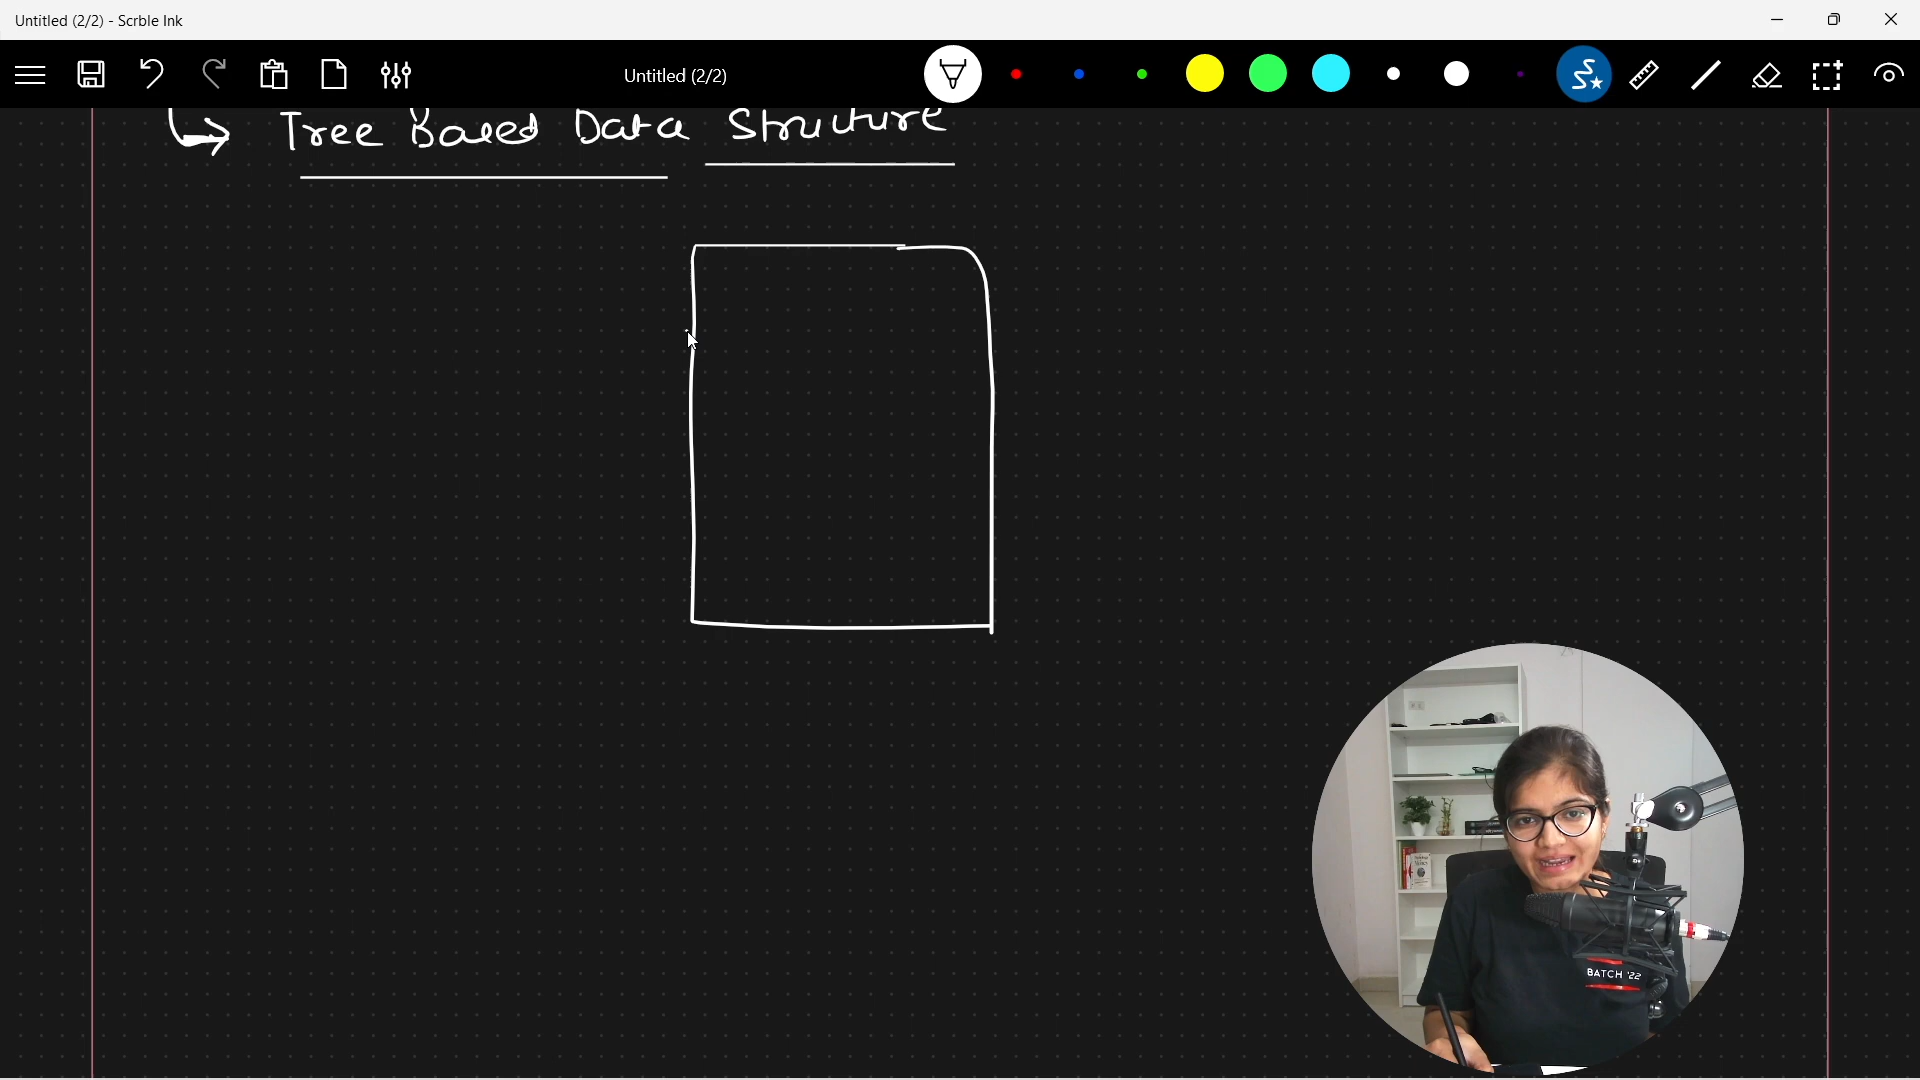 Untitled (2/2) - Scrble Ink
Untitled (2/2)
Tree Based Data Structure
BATCH '22